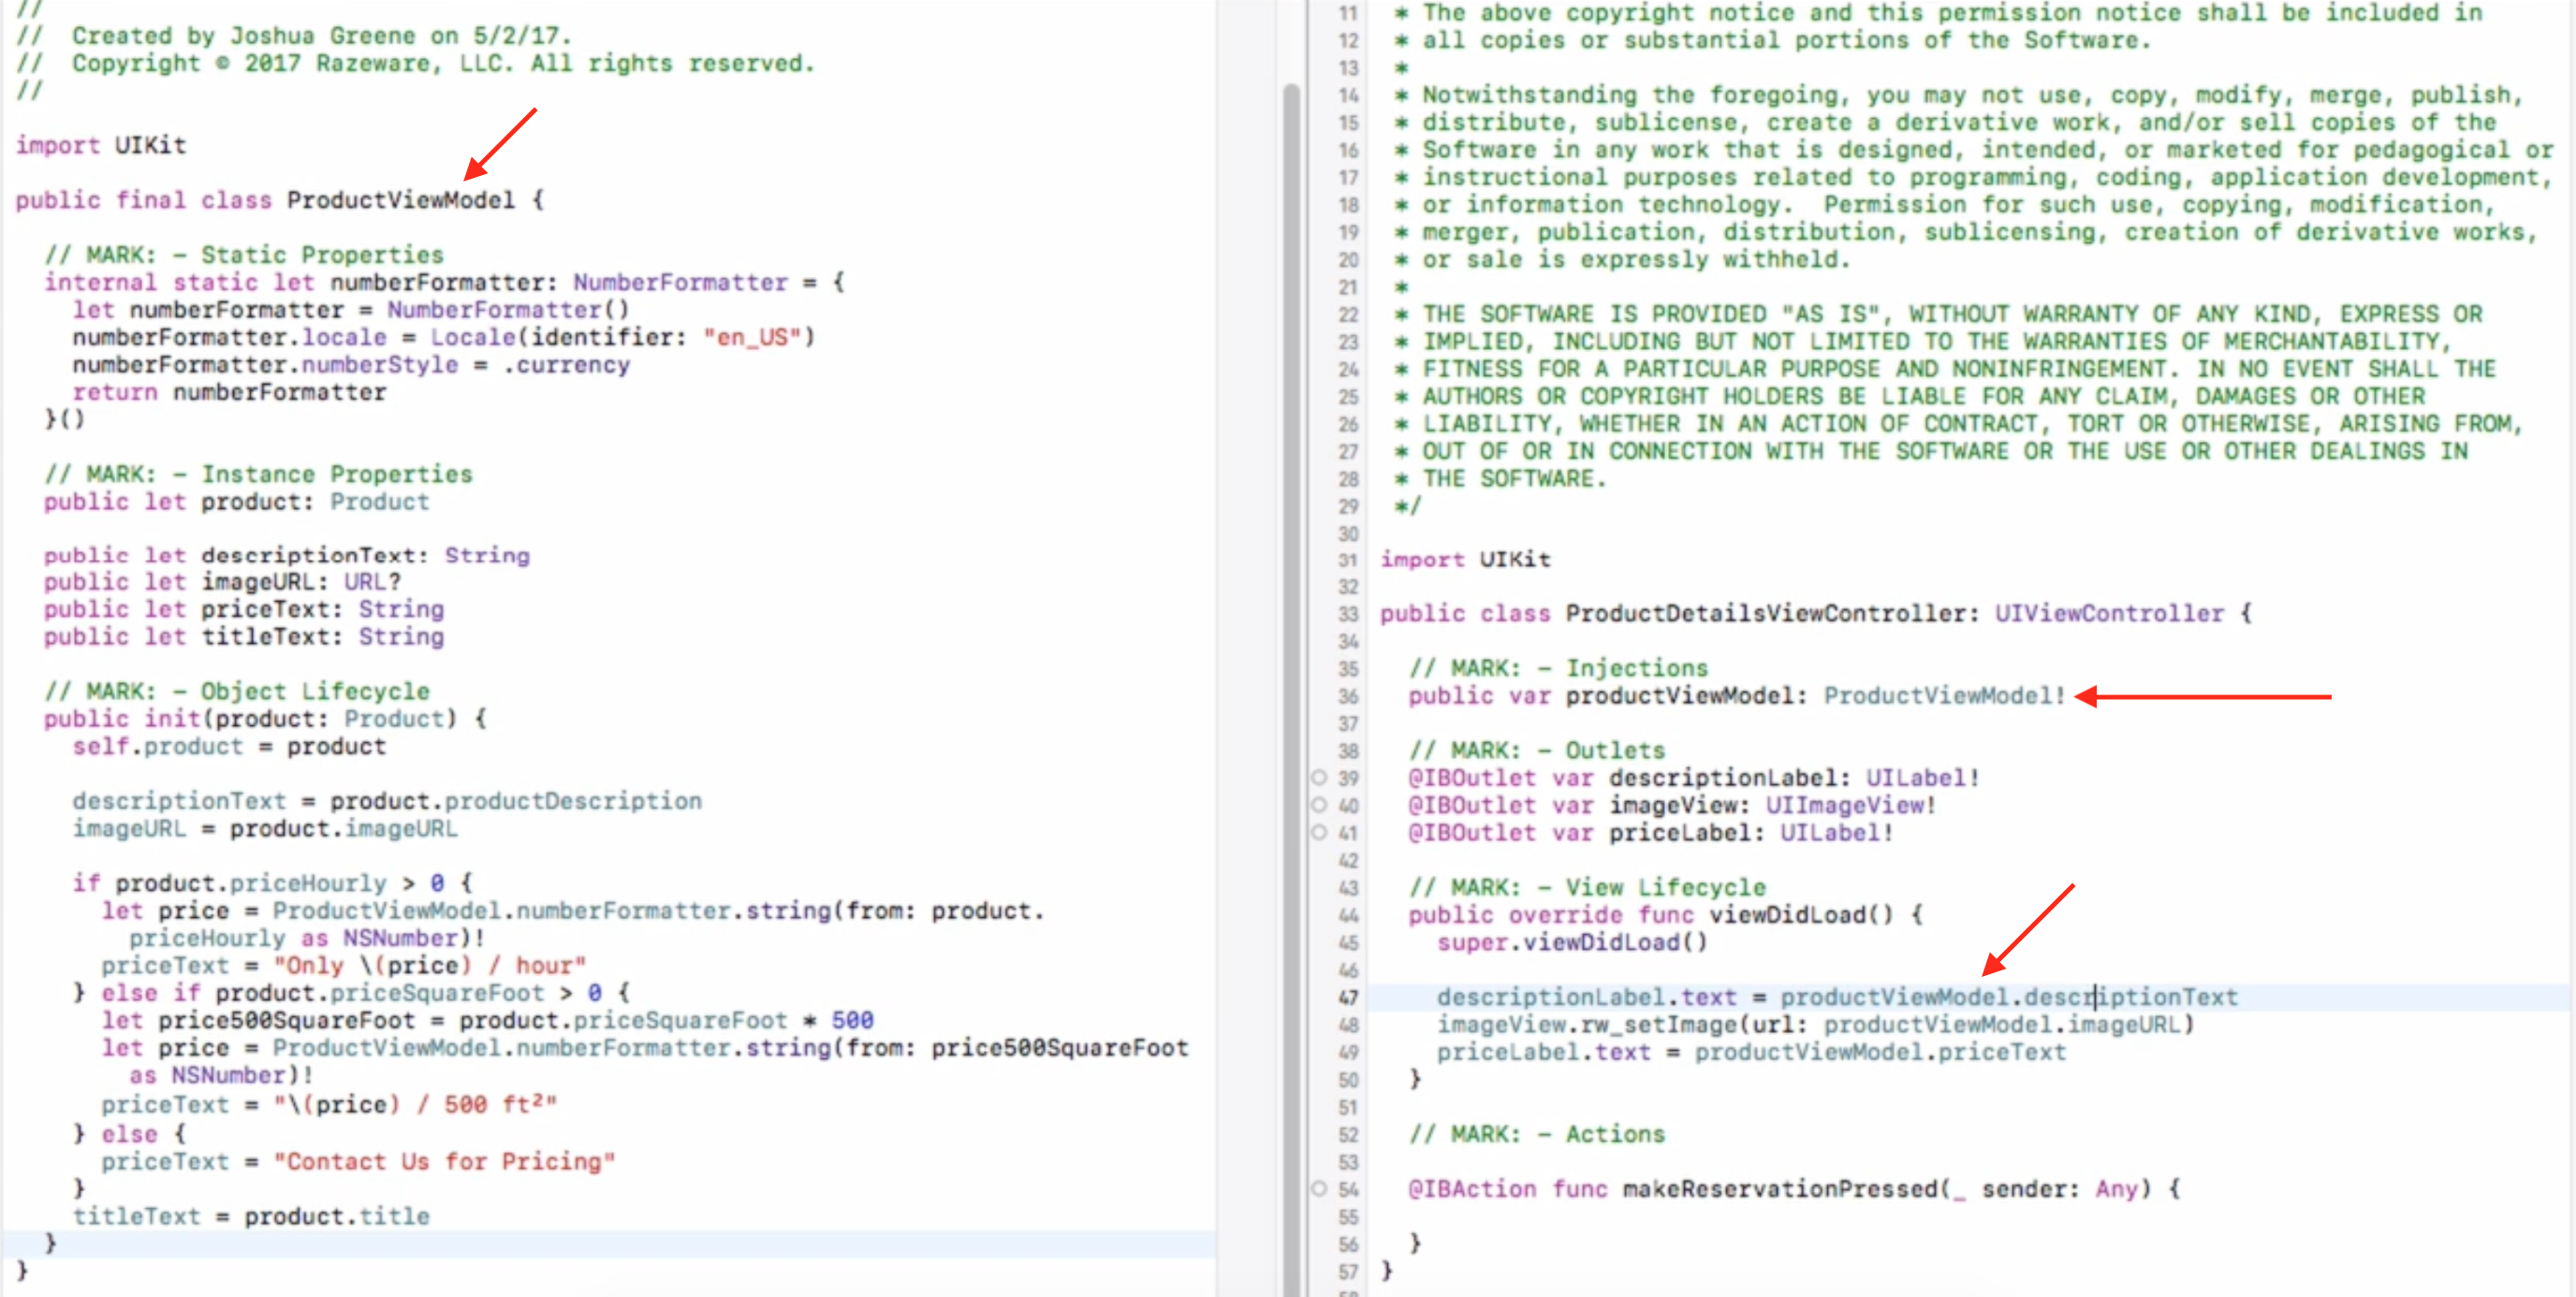 //
//  Created by Joshua Greene on 5/2/17.
//  Copyright © 2017 Razeware, LLC. All rights reserved.
//
import UIKit
public final class ProductViewModel {
  // MARK: - Static Properties
  internal static let numberFormatter: NumberFormatter = {
    let numberFormatter = NumberFormatter()
    numberFormatter.locale = Locale(identifier: "en_US")
    numberFormatter.numberStyle = .currency
    return numberFormatter
  }()
  // MARK: - Instance Properties
  public let product: Product
  public let descriptionText: String
  public let imageURL: URL?
  public let priceText: String
  public let titleText: String
  // MARK: - Object Lifecycle
  public init(product: Product) {
    self.product = product
    descriptionText = product.productDescription
    imageURL = product.imageURL
    if product.priceHourly > 0 {
      let price = ProductViewModel.numberFormatter.string(from: product.
        priceHourly as NSNumber)!
      priceText = "Only \(price) / hour"
    } else if product.priceSquareFoot > 0 {
      let price500SquareFoot = product.priceSquareFoot * 500
      let price = ProductViewModel.numberFormatter.string(from: price500SquareFoot
        as NSNumber)!
      priceText = "\(price) / 500 ft²"
    } else {
      priceText = "Contact Us for Pricing"
    }
    titleText = product.title
  }
}
11  * The above copyright notice and this permission notice shall be included in
12  * all copies or substantial portions of the Software.
13  *
14  * Notwithstanding the foregoing, you may not use, copy, modify, merge, publish,
15  * distribute, sublicense, create a derivative work, and/or sell copies of the
16  * Software in any work that is designed, intended, or marketed for pedagogical or
17  * instructional purposes related to programming, coding, application development,
18  * or information technology.  Permission for such use, copying, modification,
19  * merger, publication, distribution, sublicensing, creation of derivative works,
20  * or sale is expressly withheld.
21  *
22  * THE SOFTWARE IS PROVIDED "AS IS", WITHOUT WARRANTY OF ANY KIND, EXPRESS OR
23  * IMPLIED, INCLUDING BUT NOT LIMITED TO THE WARRANTIES OF MERCHANTABILITY,
24  * FITNESS FOR A PARTICULAR PURPOSE AND NONINFRINGEMENT. IN NO EVENT SHALL THE
25  * AUTHORS OR COPYRIGHT HOLDERS BE LIABLE FOR ANY CLAIM, DAMAGES OR OTHER
26  * LIABILITY, WHETHER IN AN ACTION OF CONTRACT, TORT OR OTHERWISE, ARISING FROM,
27  * OUT OF OR IN CONNECTION WITH THE SOFTWARE OR THE USE OR OTHER DEALINGS IN
28  * THE SOFTWARE.
29  */
30
31 import UIKit
32
33 public class ProductDetailsViewController: UIViewController {
34
35   // MARK: - Injections
36   public var productViewModel: ProductViewModel!
37
38   // MARK: - Outlets
39   @IBOutlet var descriptionLabel: UILabel!
40   @IBOutlet var imageView: UIImageView!
41   @IBOutlet var priceLabel: UILabel!
42
43   // MARK: - View Lifecycle
44   public override func viewDidLoad() {
45     super.viewDidLoad()
46
47     descriptionLabel.text = productViewModel.descriptionText
48     imageView.rw_setImage(url: productViewModel.imageURL)
49     priceLabel.text = productViewModel.priceText
50   }
51
52   // MARK: - Actions
53
54   @IBAction func makeReservationPressed(_ sender: Any) {
55
56   }
57 }